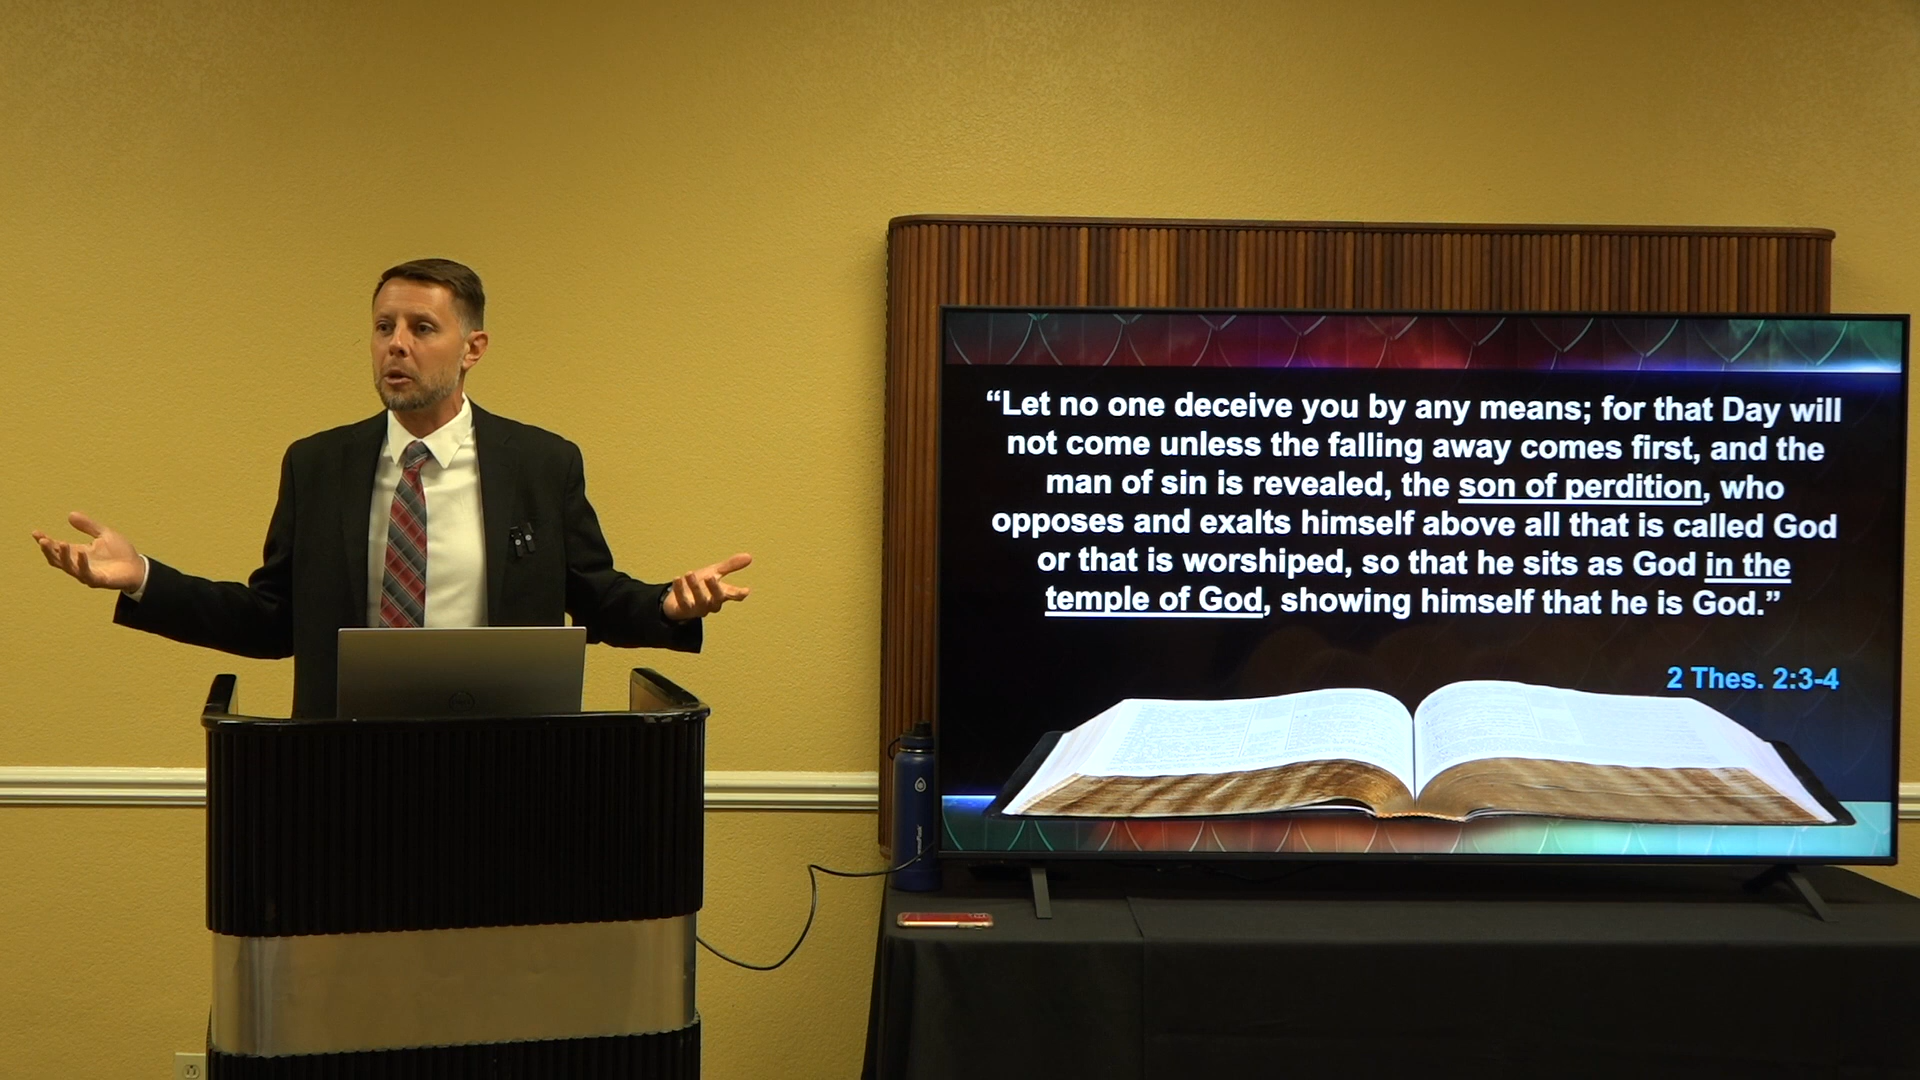 “Let no one deceive you by any means; for that Day will
not come unless the falling away comes first, and the
man of sin is revealed, the son of perdition, who
opposes and exalts himself above all that is called God
or that is worshiped, so that he sits as God in the
temple of God, showing himself that he is God.”
2 Thes. 2:3-4